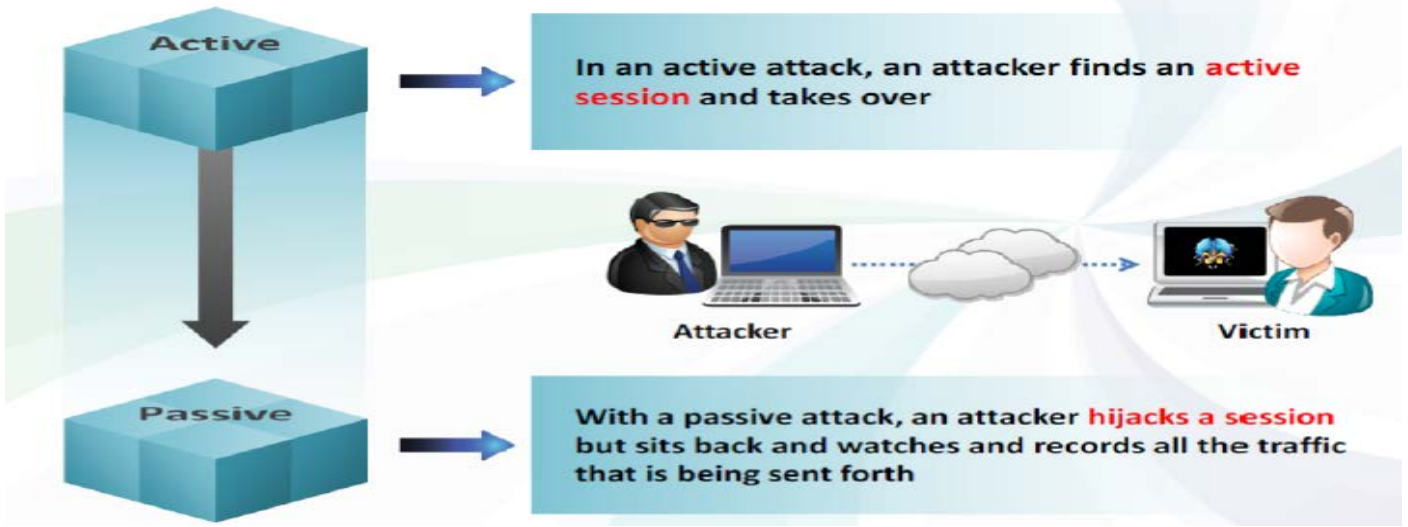 Active
In an active attack, an attacker finds an active
session and takes over
Attacker
Victim
Passive
With a passive attack, an attacker hijacks a session
but sits back and watches and records all the traffic
that is being sent forth